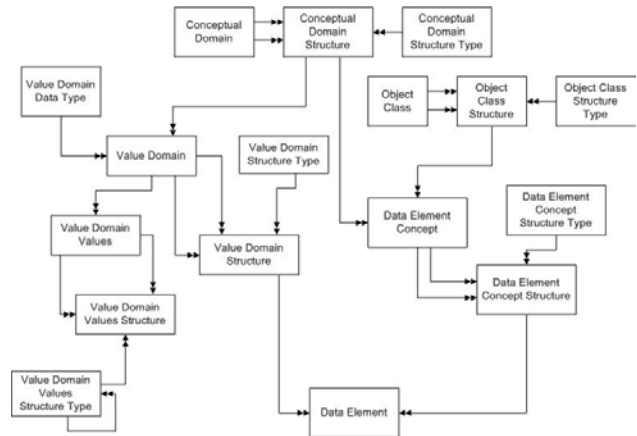 Conceptual
Domain
Conceptual
Domain
Structure
Conceptual
Domain
Structure Type
Value Domain
Data Type
Object
Class
Object
Class
Structure
Object Class
Structure
Type
Value Domain
Value Domain
Structure Type
Value Domain
Values
Value Domain
Structure
Data Element
Concept
Data Element
Concept
Structure Type
Value Domain
Values Structure
Data Element
Concept Structure
Value Domain
Values
Structure Type
Data Element